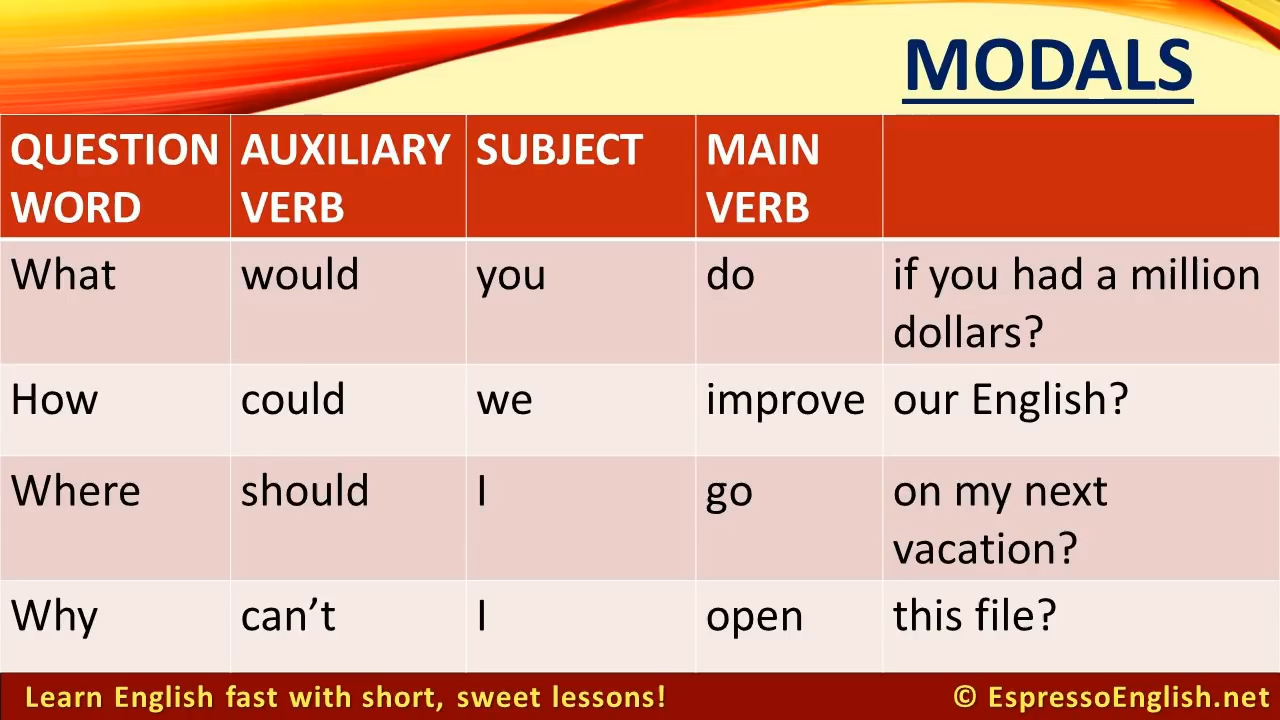 MODALS
QUESTION WORD AUXILIARY VERB SUBJECT MAIN VERB
What would you do if you had a million dollars?
How could we improve our English?
Where should I go on my next vacation?
Why can’t I open this file?
Learn English fast with short, sweet lessons! © EspressoEnglish.net